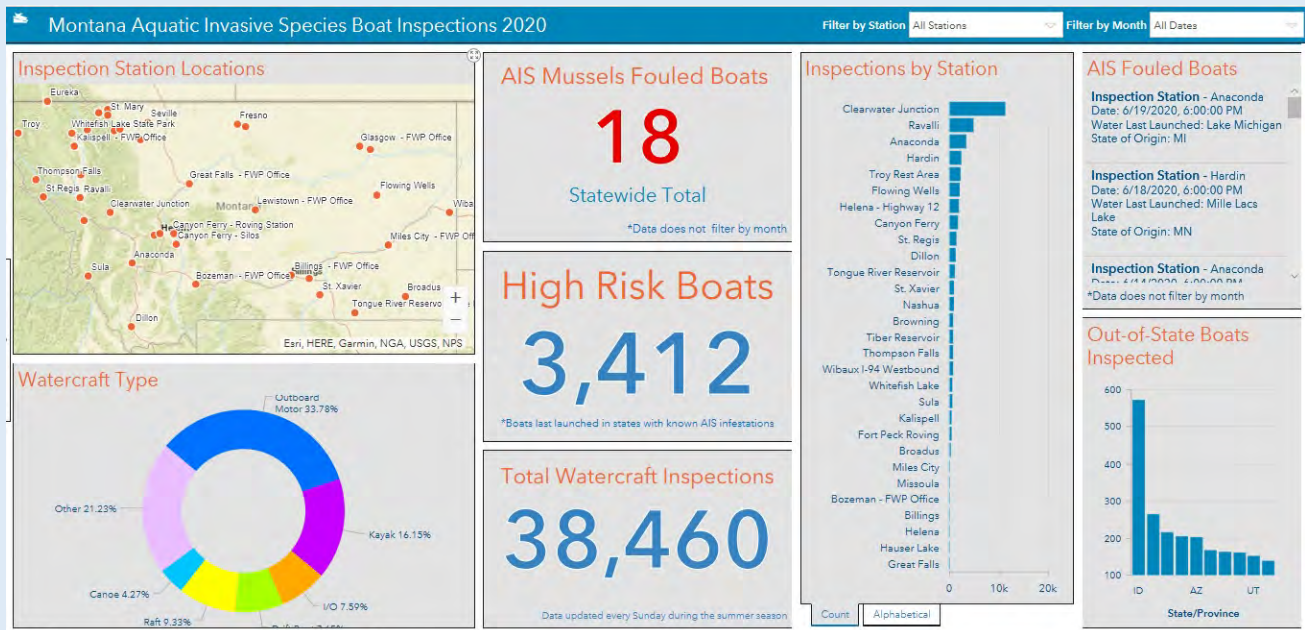 Montana Aquatic Invasive Species Boat Inspections 2020
Filter by Station
All Stations
Filter by Month
All Dates
Inspection Station Locations
Eureka
St. Mary
Seville
Fresno
Troy
Whitefish Lake State Park
Kalispell - FWP Office
Glasgow - FWP Office
Thompson Falls
Great Falls - FWP Office
St Regis
Ravalli
Flowing Wells
Clearwater Junction
Lewistown - FWP Office
Canyon Ferry - Roving Station
Canyon Ferry - Silos
Miles City - FWP Off
Anaconda
Sula
Bozeman - FWP Office
Billings - FWP Office
St. Xavier
Broadus
Tongue River Reservo
Dillon
+
−
Esri, HERE, Garmin, NGA, USGS, NPS
Watercraft Type
Outboard
Motor 33.78%
Other 21.23%
Kayak 16.15%
Canoe 4.27%
I/O 7.59%
Raft 9.33%
AIS Mussels Fouled Boats
18
Statewide Total
*Data does not filter by month
High Risk Boats
3,412
*Boats last launched in states with known AIS infestations
Total Watercraft Inspections
38,460
Data updated every Sunday during the summer season
Inspections by Station
Clearwater Junction
Ravalli
Anaconda
Hardin
Troy Rest Area
Flowing Wells
Helena - Highway 12
Canyon Ferry
St. Regis
Dillon
Tongue River Reservoir
St. Xavier
Nashua
Browning
Tiber Reservoir
Thompson Falls
Wibaux I-94 Westbound
Whitefish Lake
Sula
Kalispell
Fort Peck Roving
Broadus
Miles City
Missoula
Bozeman - FWP Office
Billings
Helena
Hauser Lake
Great Falls
0 10k 20k
Count
Alphabetical
AIS Fouled Boats
Inspection Station - Anaconda
Date: 6/19/2020, 6:00:00 PM
Water Last Launched: Lake Michigan
State of Origin: MI
Inspection Station - Hardin
Date: 6/18/2020, 6:00:00 PM
Water Last Launched: Mille Lacs
Lake
State of Origin: MN
Inspection Station - Anaconda
Date: 6/14/2020, 6:00:00 PM
*Data does not filter by month
Out-of-State Boats
Inspected
600
500
400
300
200
100
ID AZ UT
State/Province